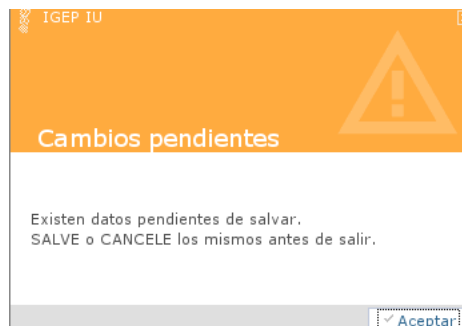 IGEP IU
Cambios pendientes
Existen datos pendientes de salvar.
SALVE o CANCELE los mismos antes de salir.
Aceptar